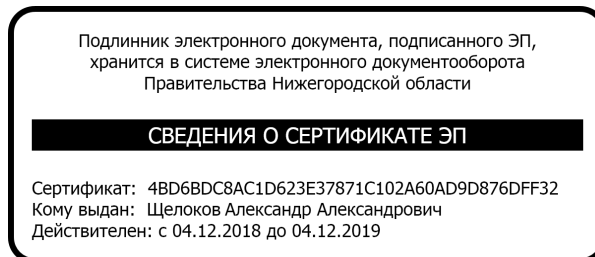 Подлинник электронного документа, подписанного ЭП,
хранится в системе электронного документооборота
Правительства Нижегородской области
СВЕДЕНИЯ О СЕРТИФИКАТЕ ЭП
Сертификат: 4BD6BDC8AC1D623E37871C102A60AD9D876DFF32
Кому выдан: Щелоков Александр Александрович
Действителен: с 04.12.2018 до 04.12.2019